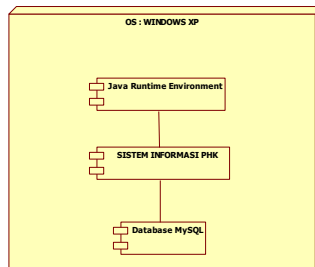 OS : WINDOWS XP
Java Runtime Environment
SISTEM INFORMASI PHK
Database MySQL